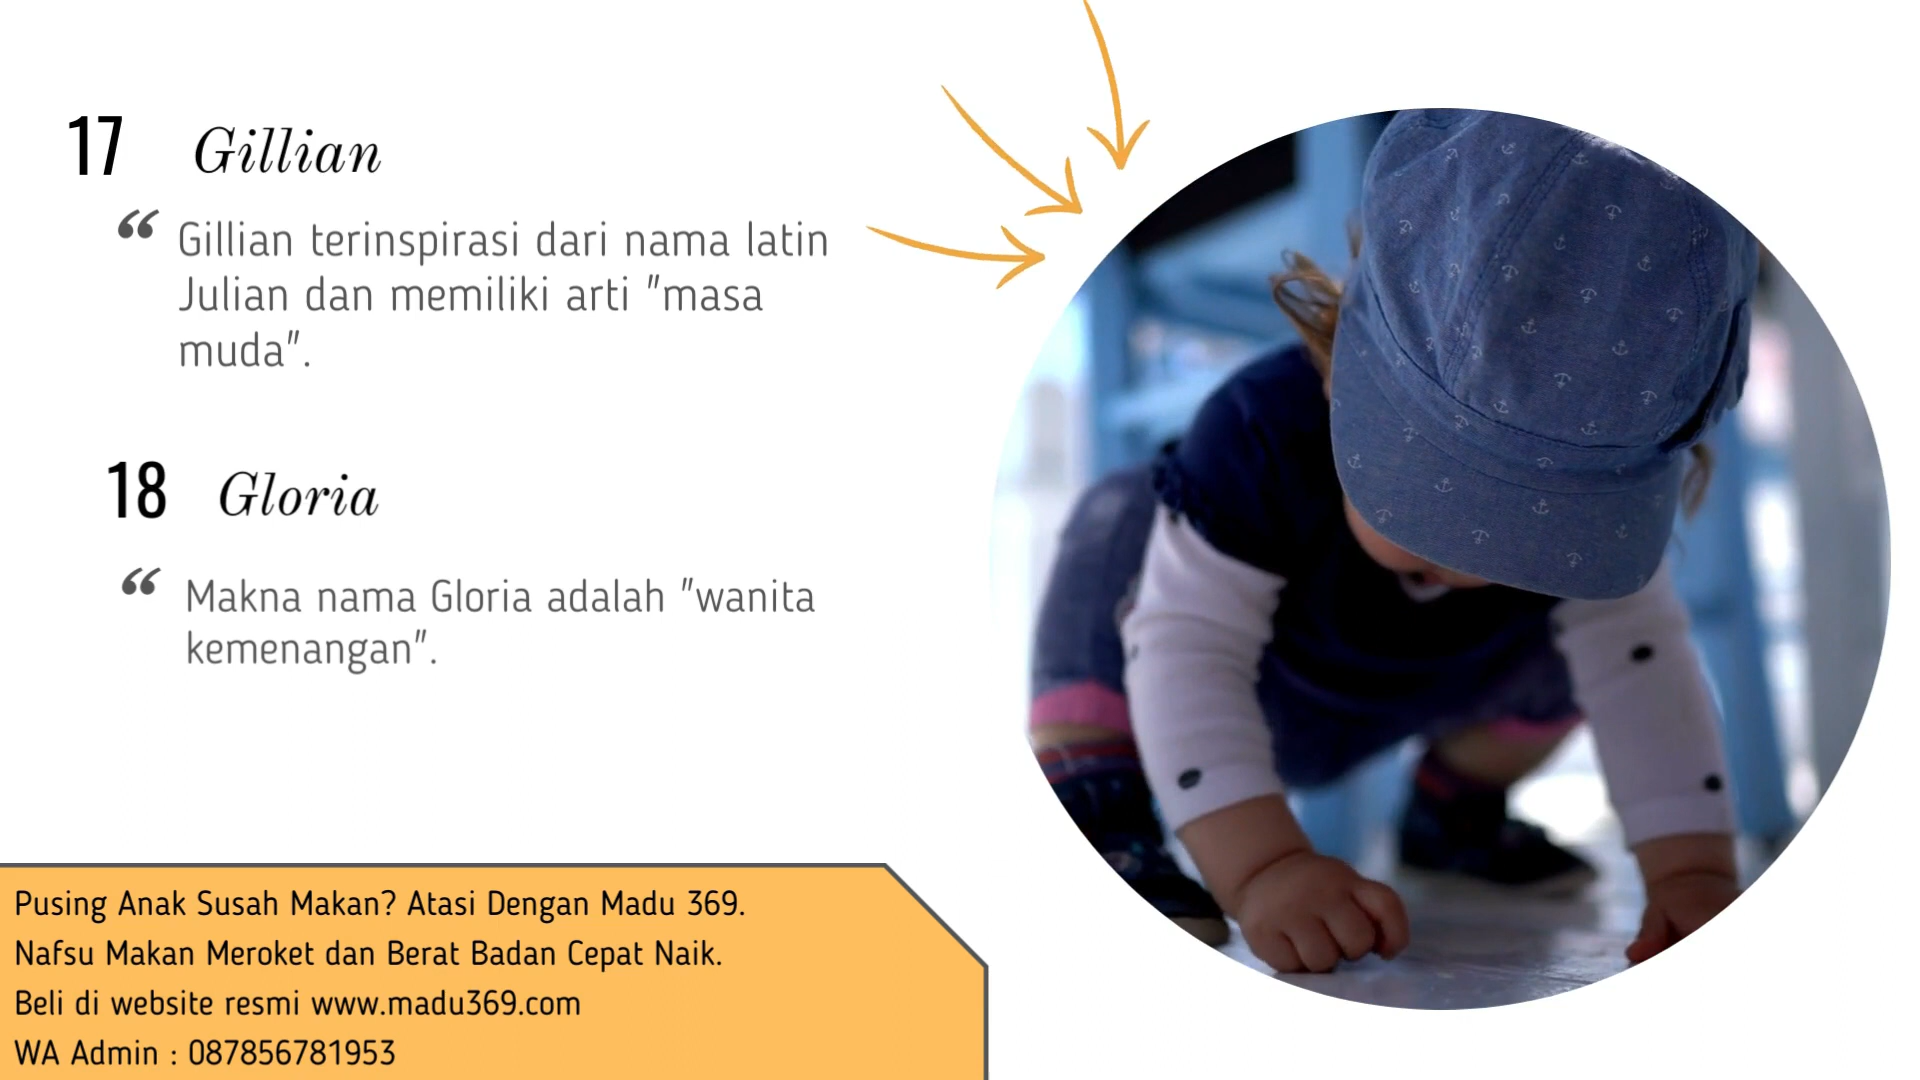 17 Gillian
“ Gillian terinspirasi dari nama latin
Julian dan memiliki arti "masa
muda".
18 Gloria
“ Makna nama Gloria adalah "wanita
kemenangan".
Pusing Anak Susah Makan? Atasi Dengan Madu 369.
Nafsu Makan Meroket dan Berat Badan Cepat Naik.
Beli di website resmi www.madu369.com
WA Admin : 087856781953